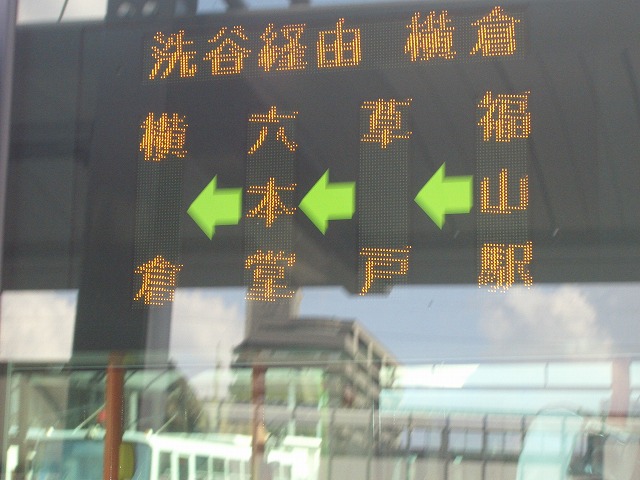 洗谷経由 横倉
福山駅
草戸
六本堂
横倉